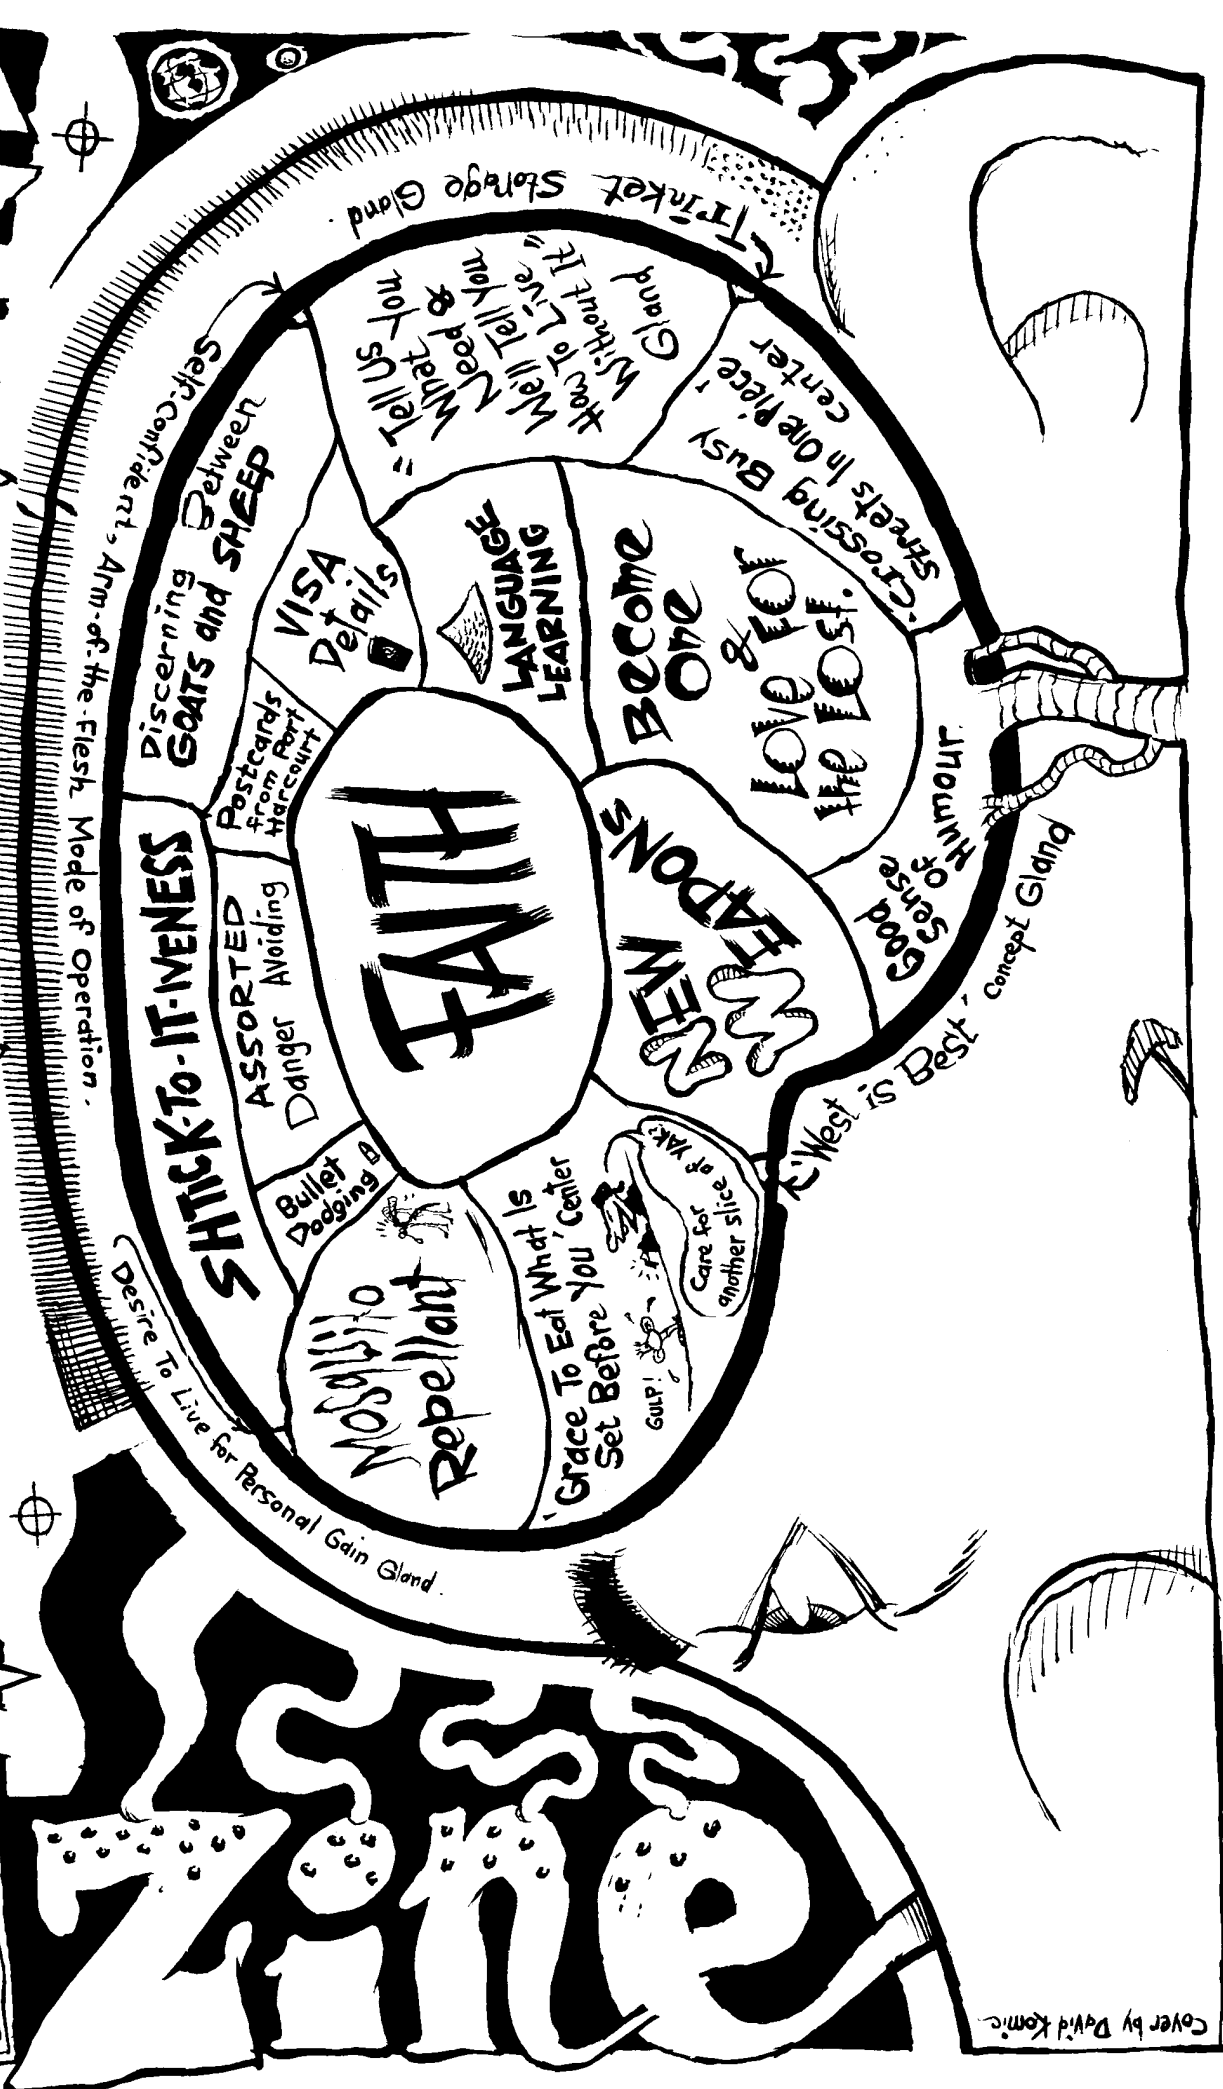 Trinket Storage Gland.
Self-Confident, Arm-of-the-Flesh Mode of Operation.
"Tell Us
What You
Need &
We'll Tell You
How To Live
Without It"
Gland
'Crossing Busy
Streets In One Piece'
center
Discerning Between
GOATS and SHEEP
VISA
Details
LANGUAGE
LEARNING
Become
One
&
Love For
the Lost.
Postcards
from Port
Harcourt
Good
Sense
OF
Humour.
FAITH
NEW
WEAPONS
SHTICK-To-IT-IVENESS
ASSORTED
Danger Avoiding
Bullet
Dodging
Mosquito
Repellant
'Grace To Eat What Is
Set Before You' Center
Care for
another slice of YAK?
GULP!
'West is Best' Concept Gland
Desire To Live for Personal Gain Gland.
Zine
Cover by David Komic